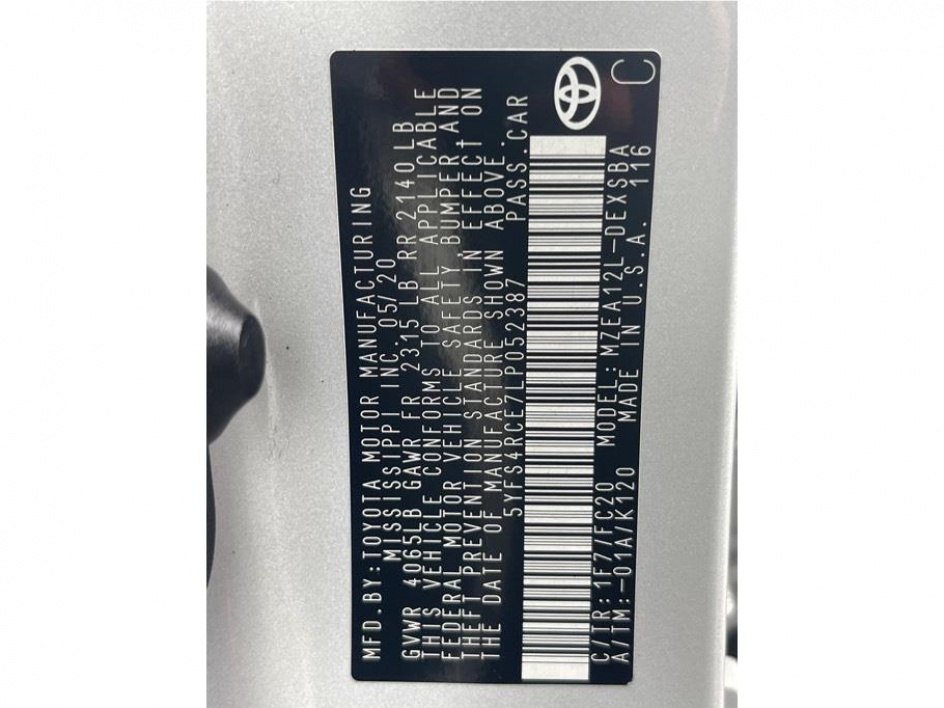 MFD.BY:TOYOTA MOTOR MANUFACTURING
MISSISSIPPI INC. 05/20
GVWR 4065LB GAWR FR 2315 LB RR 2140 LB
THIS VEHICLE CONFORMS TO ALL APPLICABLE
FEDERAL MOTOR VEHICLE SAFETY, BUMPER, AND
THEFT PREVENTION STANDARDS IN EFFECT ON
THE DATE OF MANUFACTURE SHOWN ABOVE.
5YFS4RCE7LP052387 PASS.CAR
C/TR:1F7/FC20 MODEL:MZEA12L-DEXSBA
A/TM:-01A/K120 MADE IN U.S.A. 116
C